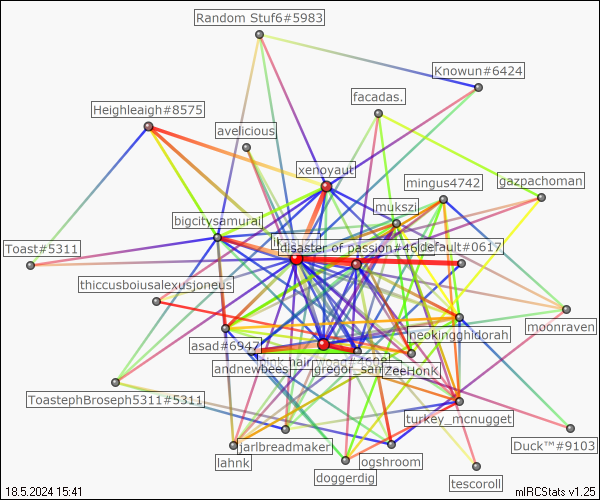 Random Stuf6#5983
Knowun#6424
facadas.
Heighleaigh#8575
avelicious
xenoyaut
mingus4742
gazpachoman
mukszi
bigcitysamurai
Toast#5311
disaster of passion#46
default#0617
thiccusboiusalexusjoneus
moonraven
neokingghidorah
asad#6947
andnewbees
gregor_sam
ZeeHonK
ToastephBroseph5311#5311
turkey_mcnugget
Duck™#9103
jarlbreadmaker
lahnk
ogshroom
doggerdig
tescoroll
18.5.2024 15:41
mIRCStats v1.25